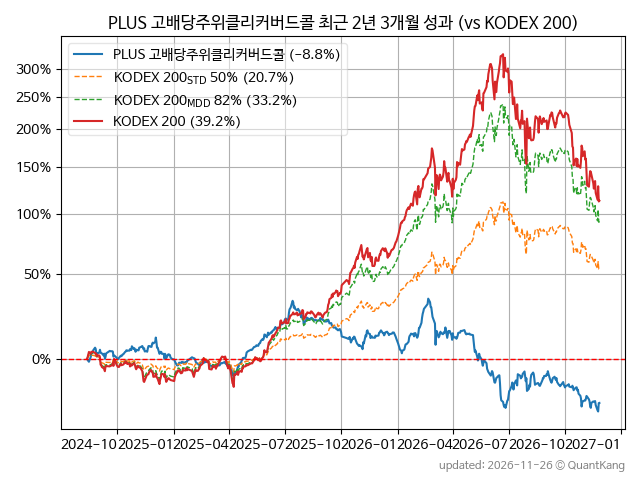 PLUS 고배당주위클리커버드콜 최근 2년 3개월 성과 (vs KODEX 200)
PLUS 고배당주위클리커버드콜 (−8.8%)
KODEX 200STD 50% (20.7%)
KODEX 200MDD 82% (33.2%)
KODEX 200 (39.2%)
300%
250%
200%
150%
100%
50%
0%
2024-10 2025-01 2025-04 2025-07 2025-10 2026-01 2026-04 2026-07 2026-10 2027-01
updated: 2026-11-26 © QuantKang